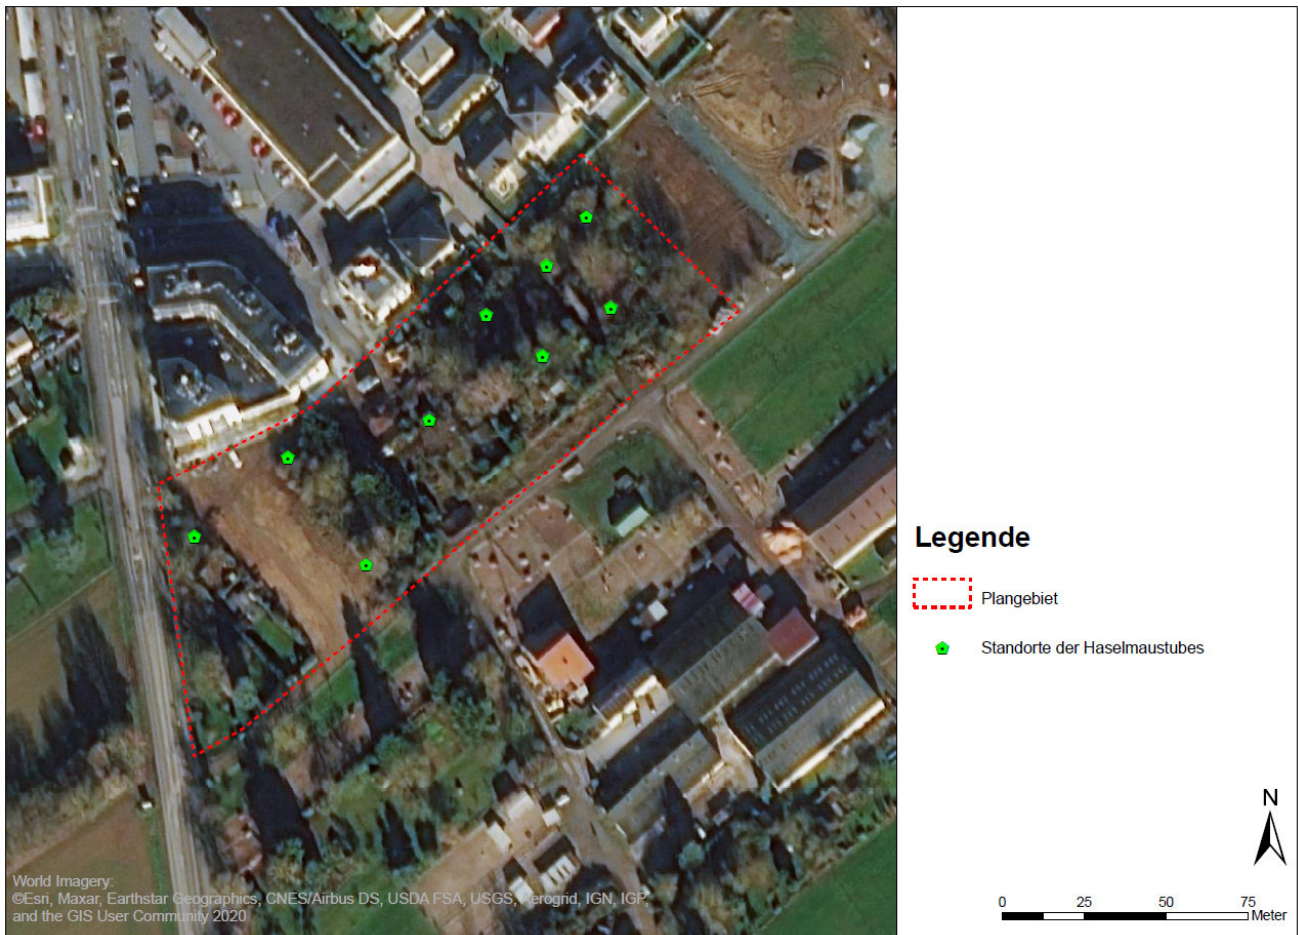 Legende
Plangebiet
Standorte der Haselmaustubes
N
0 25 50 75
Meter
World Imagery:
©Esri, Maxar, Earthstar Geographics, CNES/Airbus DS, USDA FSA, USGS, Aerogrid, IGN, IGP,
and the GIS User Community 2020